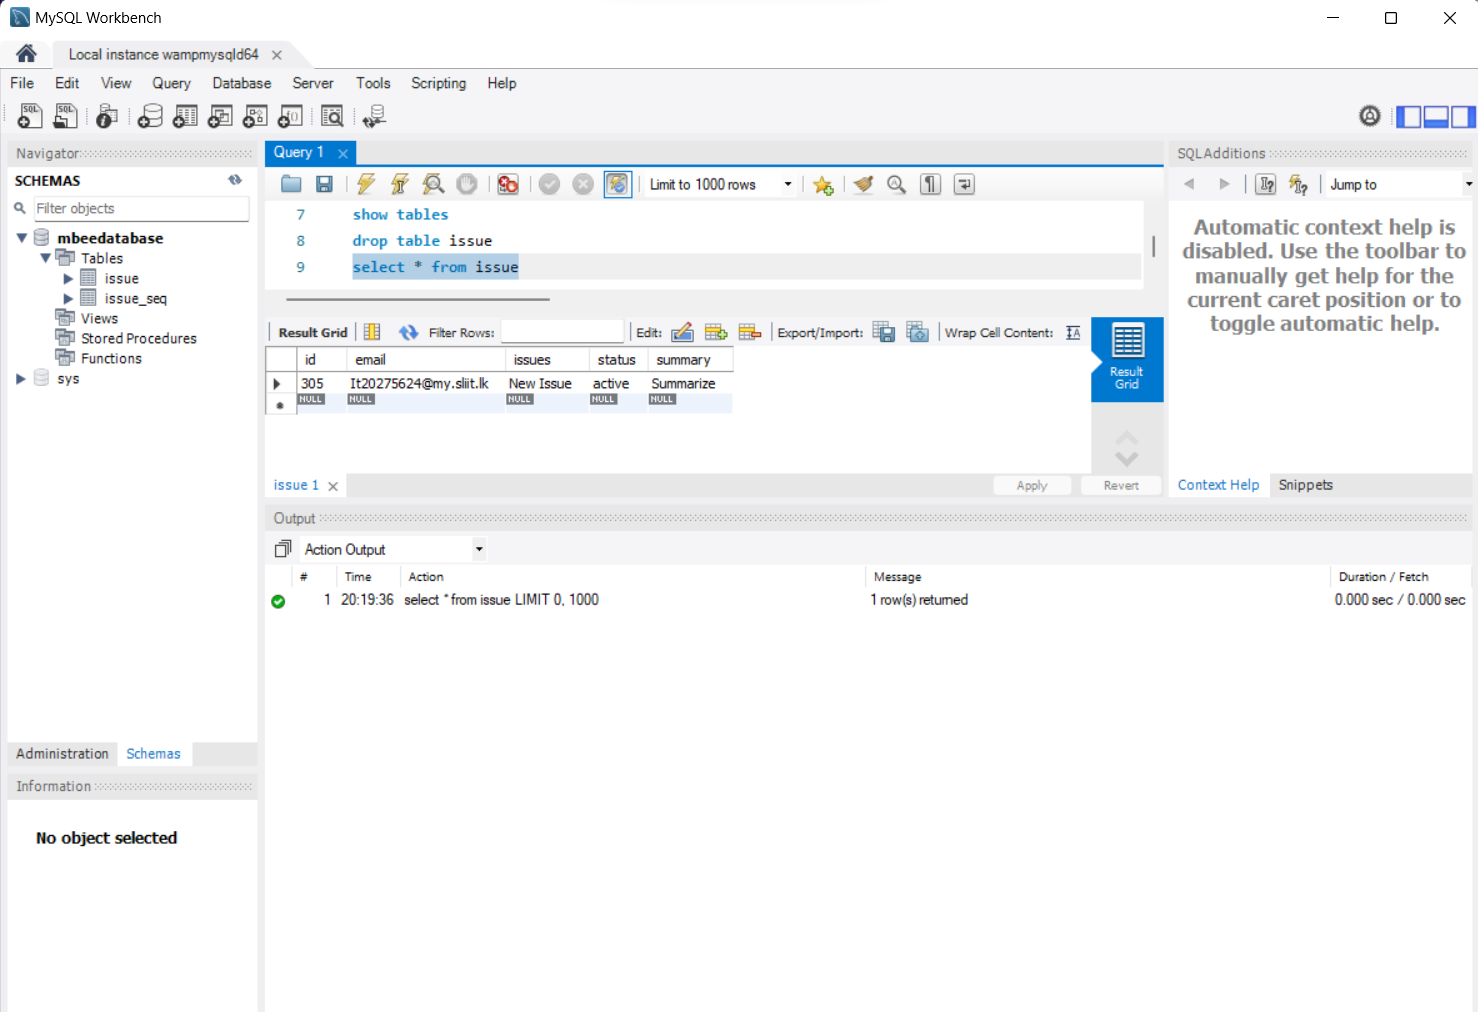 MySQL Workbench
Local instance wampmysqld64
File Edit View Query Database Server Tools Scripting Help
Navigator
SCHEMAS
Filter objects
mbeedatabase
Tables
issue
issue_seq
Views
Stored Procedures
Functions
sys
Administration Schemas
Information
No object selected
Query 1
Limit to 1000 rows
7 show tables
8 drop table issue
9 select * from issue
Result Grid Filter Rows: Edit: Export/Import: Wrap Cell Content:
id email issues status summary
305 It20275624@my.sliit.lk New Issue active Summarize
NULL NULL NULL NULL NULL
Result
Grid
issue 1
Apply Revert
Output
Action Output
# Time Action Message Duration / Fetch
1 20:19:36 select * from issue LIMIT 0, 1000 1 row(s) returned 0.000 sec / 0.000 sec
SQLAdditions
Jump to
Automatic context help is
disabled. Use the toolbar to
manually get help for the
current caret position or to
toggle automatic help.
Context Help Snippets